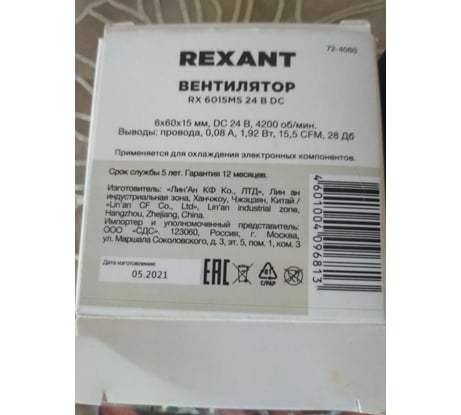 72-4060
REXANT
ВЕНТИЛЯТОР
RX 6015MS 24 В DC
6х60х15 мм, DC 24 В, 4200 об/мин.
Выводы: провода, 0,08 А, 1,92 Вт, 15,5 CFM, 28 Дб
Применяется для охлаждения электронных компонентов.
Срок службы 5 лет. Гарантия 12 месяцев.
Изготовитель: «Лин'Ан КФ Ко., ЛТД», Лин ан
индустриальная зона, Ханчжоу, Чжэцзян, Китай /
«Lin'an CF Co., Ltd», Lin'an industrial zone,
Hangzhou, Zhejiang, China.
Импортер и уполномоченный представитель:
ООО «СДС». 123060, Россия, г. Москва,
ул. Маршала Соколовского, д. 3, эт. 5, пом. 1, ком. 3
Дата изготовления:
05.2021
EAC
C/PAP
4601004096813